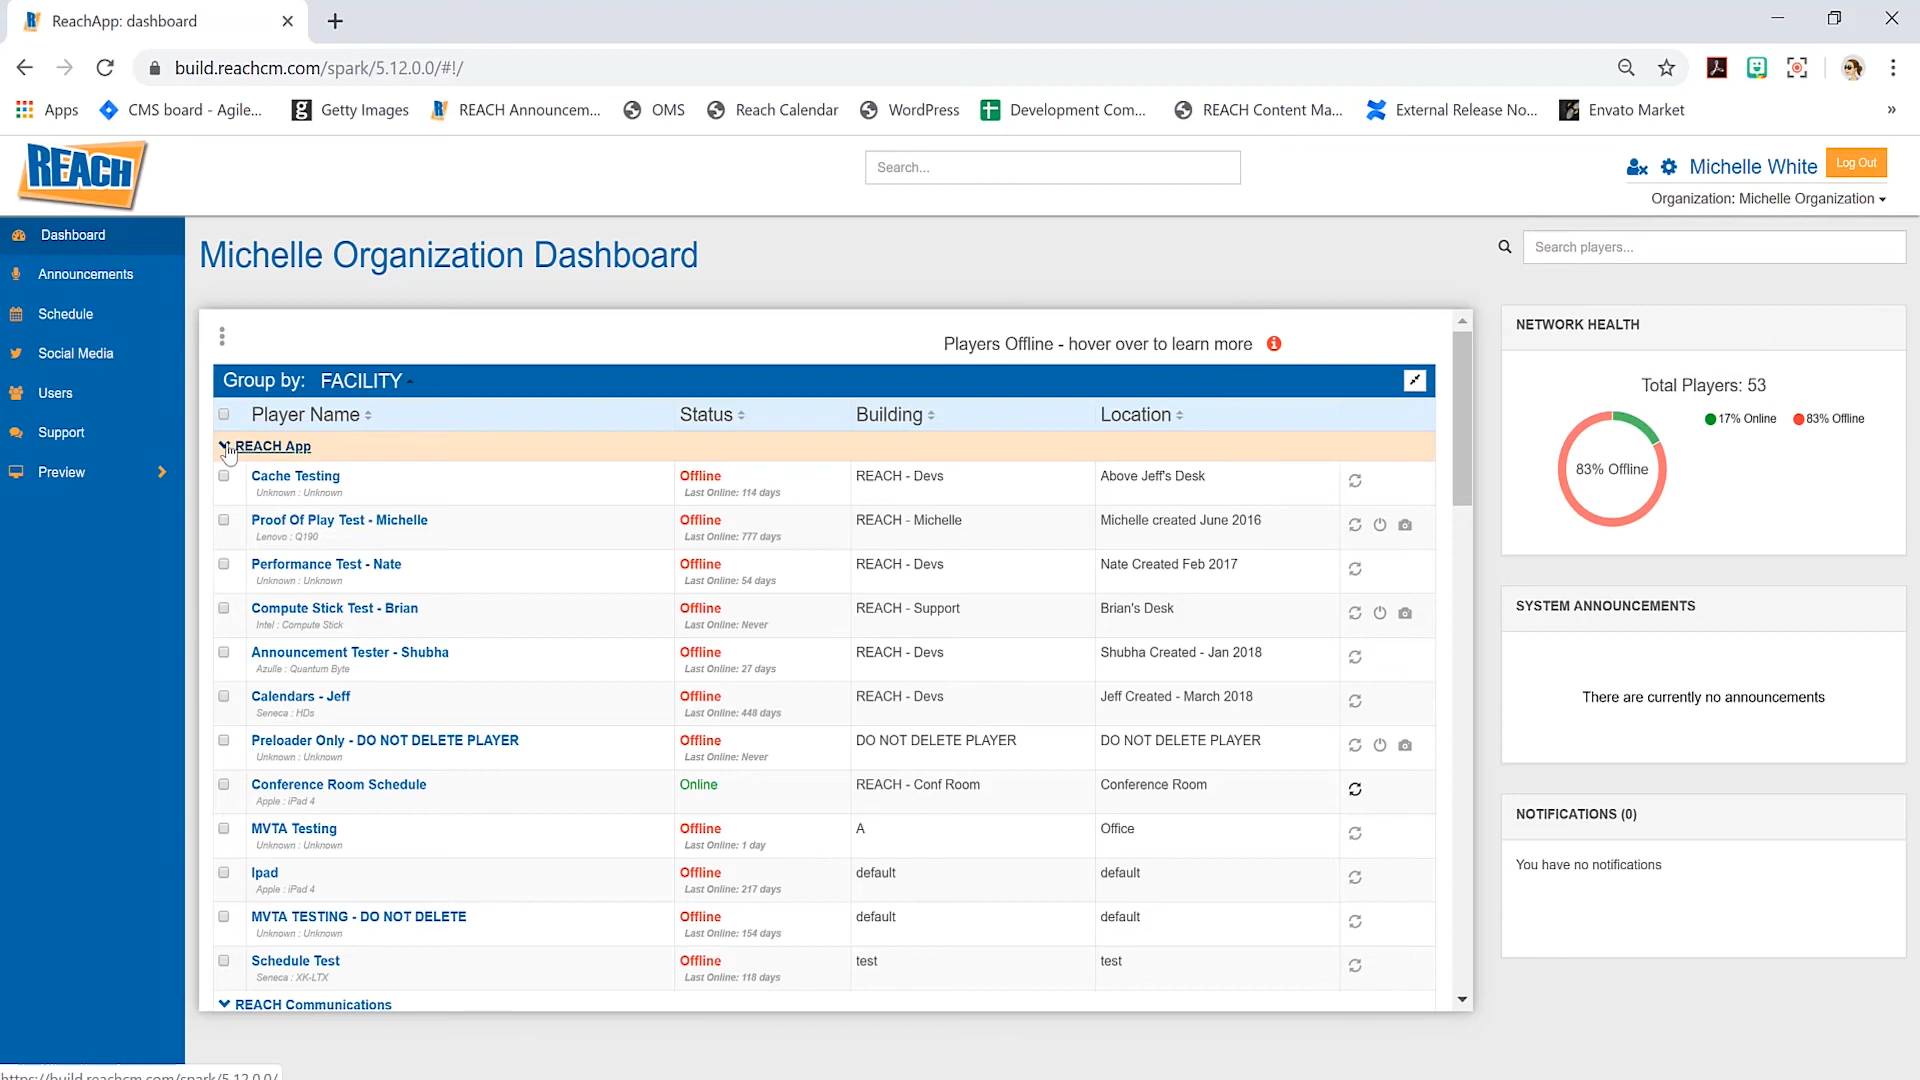 ReachApp: dashboard
build.reachcm.com/spark/5.12.0.0/#!/
Apps
CMS board - Agile...
Getty Images
REACH Announcem...
OMS
Reach Calendar
WordPress
Development Com...
REACH Content Ma...
External Release No...
Envato Market
»
REACH
Search...
Michelle White
Log Out
Organization: Michelle Organization
Dashboard
Announcements
Schedule
Social Media
Users
Support
Preview
Michelle Organization Dashboard
Search players...
Players Offline - hover over to learn more
Group by: FACILITY
Player Name Status Building Location
REACH App
Cache Testing Offline REACH - Devs Above Jeff's Desk
Unknown : Unknown Last Online: 114 days
Proof Of Play Test - Michelle Offline REACH - Michelle Michelle created June 2016
Lenovo : Q190 Last Online: 777 days
Performance Test - Nate Offline REACH - Devs Nate Created Feb 2017
Unknown : Unknown Last Online: 54 days
Compute Stick Test - Brian Offline REACH - Support Brian's Desk
Intel : Compute Stick Last Online: Never
Announcement Tester - Shubha Offline REACH - Devs Shubha Created - Jan 2018
Azulle : Quantum Byte Last Online: 27 days
Calendars - Jeff Offline REACH - Devs Jeff Created - March 2018
Seneca : HDs Last Online: 448 days
Preloader Only - DO NOT DELETE PLAYER Offline DO NOT DELETE PLAYER DO NOT DELETE PLAYER
Unknown : Unknown Last Online: Never
Conference Room Schedule Online REACH - Conf Room Conference Room
Apple : iPad 4
MVTA Testing Offline A Office
Unknown : Unknown Last Online: 1 day
Ipad Offline default default
Apple : iPad 4 Last Online: 217 days
MVTA TESTING - DO NOT DELETE Offline default default
Unknown : Unknown Last Online: 154 days
Schedule Test Offline test test
Seneca : XK-LTX Last Online: 118 days
REACH Communications
NETWORK HEALTH
Total Players: 53
17% Online 83% Offline
83% Offline
SYSTEM ANNOUNCEMENTS
There are currently no announcements
NOTIFICATIONS (0)
You have no notifications
https://build.reachcm.com/spark/5.12.0.0/